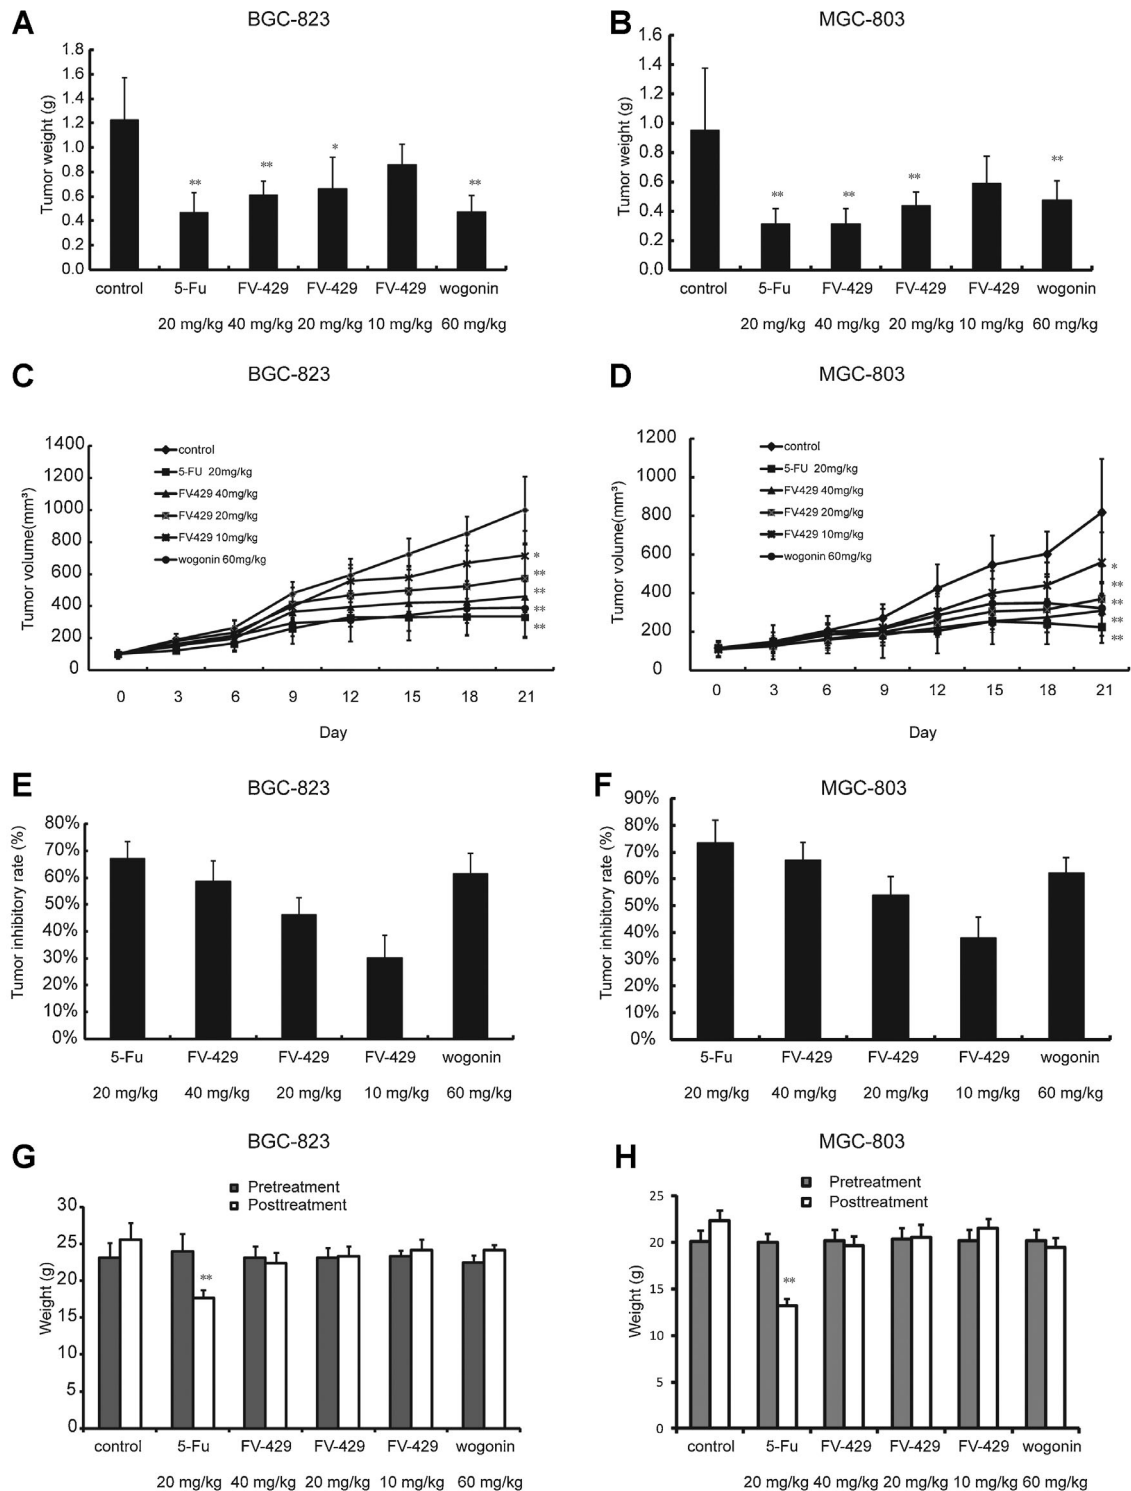 A
BGC-823
Tumor weight (g)
1.8
1.6
1.4
1.2
1.0
0.8
0.6
0.4
0.2
0.0
** ** * **
control 5-Fu FV-429 FV-429 FV-429 wogonin
20 mg/kg 40 mg/kg 20 mg/kg 10 mg/kg 60 mg/kg
B
MGC-803
Tumor weight (g)
1.6
1.4
1.2
1.0
0.8
0.6
0.4
0.2
0.0
** ** ** **
control 5-Fu FV-429 FV-429 FV-429 wogonin
20 mg/kg 40 mg/kg 20 mg/kg 10 mg/kg 60 mg/kg
C
BGC-823
Tumor volume(mm³)
1400
1200
1000
800
600
400
200
0
control
5-FU 20mg/kg
FV429 40mg/kg
FV429 20mg/kg
FV429 10mg/kg
wogonin 60mg/kg
*
**
**
**
**
0 3 6 9 12 15 18 21
Day
D
MGC-803
Tumor volume(mm³)
1200
1000
800
600
400
200
0
control
5-FU 20mg/kg
FV429 40mg/kg
FV429 20mg/kg
FV429 10mg/kg
wogonin 60mg/kg
*
**
**
**
**
0 3 6 9 12 15 18 21
Day
E
BGC-823
Tumor inhibitory rate (%)
80%
70%
60%
50%
40%
30%
20%
10%
0%
5-Fu FV-429 FV-429 FV-429 wogonin
20 mg/kg 40 mg/kg 20 mg/kg 10 mg/kg 60 mg/kg
F
MGC-803
Tumor inhibitory rate (%)
90%
80%
70%
60%
50%
40%
30%
20%
10%
0%
5-Fu FV-429 FV-429 FV-429 wogonin
20 mg/kg 40 mg/kg 20 mg/kg 10 mg/kg 60 mg/kg
G
BGC-823
Pretreatment
Posttreatment
Weight (g)
30
25
20
15
10
5
0
**
control 5-Fu FV-429 FV-429 FV-429 wogonin
20 mg/kg 40 mg/kg 20 mg/kg 10 mg/kg 60 mg/kg
H
MGC-803
Pretreatment
Posttreatment
Weight (g)
25
20
15
10
5
0
**
control 5-Fu FV-429 FV-429 FV-429 wogonin
20 mg/kg 40 mg/kg 20 mg/kg 10 mg/kg 60 mg/kg